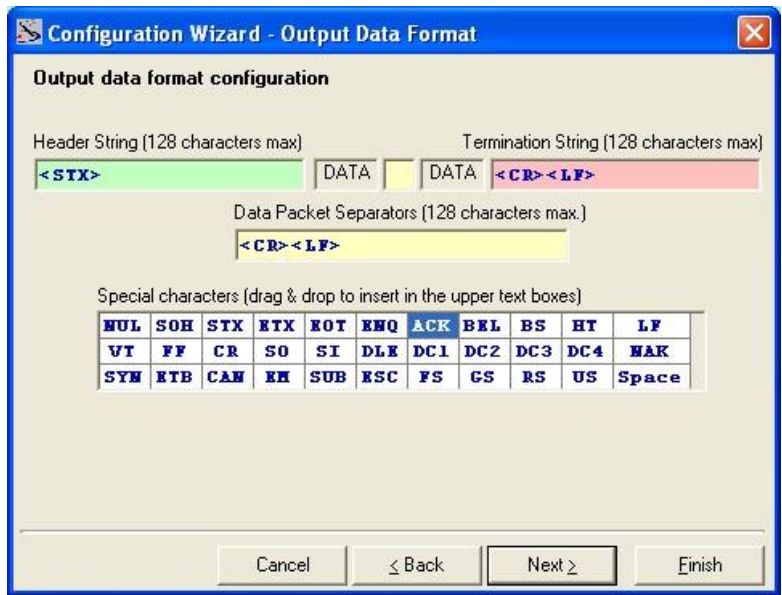 Configuration Wizard - Output Data Format
Output data format configuration
Header String (128 characters max) Termination String (128 characters max)
<STX> DATA DATA <CR><LF>
Data Packet Separators (128 characters max.)
<CR><LF>
Special characters (drag & drop to insert in the upper text boxes)
NUL SOH STX ETX EOT ENQ ACK BEL BS HT LF
VT FF CR SO SI DLE DC1 DC2 DC3 DC4 NAK
SYN ETB CAN EM SUB ESC FS GS RS US Space
Cancel < Back Next > Finish